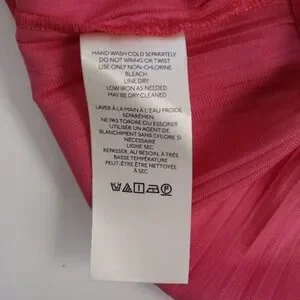 HAND WASH COLD SEPARATELY
DO NOT WRING OR TWIST
USE ONLY NON-CHLORINE
BLEACH
LINE DRY
LOW IRON AS NEEDED
MAY BE DRY CLEANED
LAVER À LA MAIN À L'EAU FROIDE
SÉPARÉMEN
NE PAS TORDRE OU ESSORER
UTILISER UN AGENT DE
BLANCHIMENT SANS CHLORE SI
NÉCESSAIRE
LIGNE SEC
REPASSER, AU BESOIN, À TRÈS
BASSE TEMPÉRATURE
PEUT-ÊTRE ÊTRE NETTOYÉE
À SEC